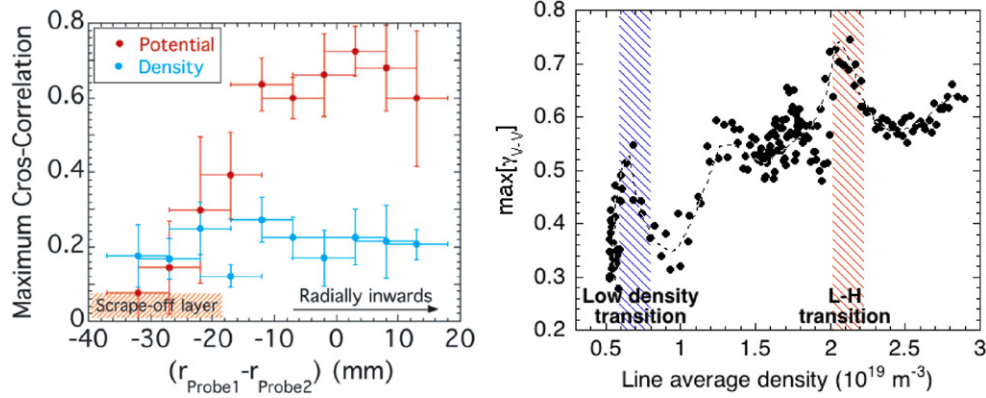 Maximum Cros-Correlation
0.8
0.6
0.4
0.2
0
Potential
Density
Scrape-off layer
Radially inwards
-40 -30 -20 -10 0 10 20
(r_Probe1-r_Probe2) (mm)
max[γ_V-V]
0.8
0.7
0.6
0.5
0.4
0.3
0.2
Low density
transition
L-H
transition
0.5 1 1.5 2 2.5 3
Line average density (10^19 m^-3)